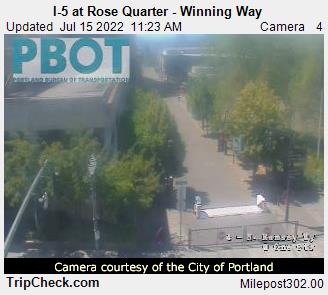 I-5 at Rose Quarter - Winning Way
Updated Jul 15 2022 11:23 AM Camera 4
PBOT
PORTLAND BUREAU OF TRANSPORTATION
Camera courtesy of the City of Portland
TripCheck.com Milepost302.00